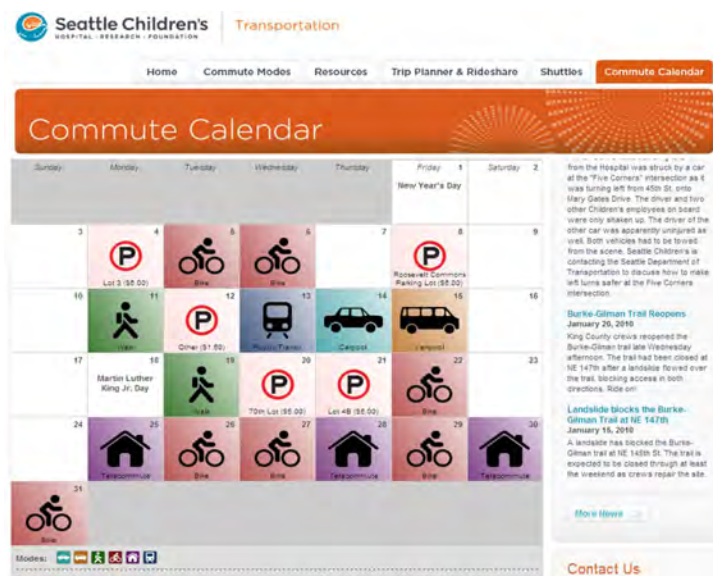 Seattle Children's
HOSPITAL · RESEARCH · FOUNDATION
Transportation
Home Commute Modes Resources Trip Planner & Rideshare Shuttles Commute Calendar
Commute Calendar
Sunday Monday Tuesday Wednesday Thursday Friday 1 Saturday 2
New Year's Day
3 4 5 6 7 8 9
P P
Lot 3 ($5.00) Bike Bike Roosevelt Commons
Parking Lot ($5.00)
10 11 12 13 14 15 16
P
Walk Other ($1.50) Public Transit Carpool Vanpool
17 18 19 20 21 22 23
Martin Luther
King Jr. Day
P P
Walk 70th Lot ($5.00) Lot 4B ($5.00) Bike
24 25 26 27 28 29 30
Telecommute Bike Bike Telecommute Bike Telecommute
31
Bike
Modes:
from the Hospital was struck by a car
at the "Five Corners" intersection as it
was turning left from 45th St. onto
Mary Gates Drive. The driver and two
other Children's employees on board
were only shaken up. The driver of the
other car was apparently uninjured as
well. Both vehicles had to be towed
from the scene. Seattle Children's is
contacting the Seattle Department of
Transportation to discuss how to make
left turns safer at the Five Corners
intersection.
Burke-Gilman Trail Reopens
January 20, 2010
King County crews reopened the
Burke-Gilman trail late Wednesday
afternoon. The trail had been closed at
NE 147th after a landslide flowed over
the trail, blocking access in both
directions. Ride on!
Landslide blocks the Burke-
Gilman Trail at NE 147th
January 15, 2010
A landslide has blocked the Burke-
Gilman trail at NE 145th St. The trail is
expected to be closed through at least
the weekend as crews repair the site.
More News
Contact Us